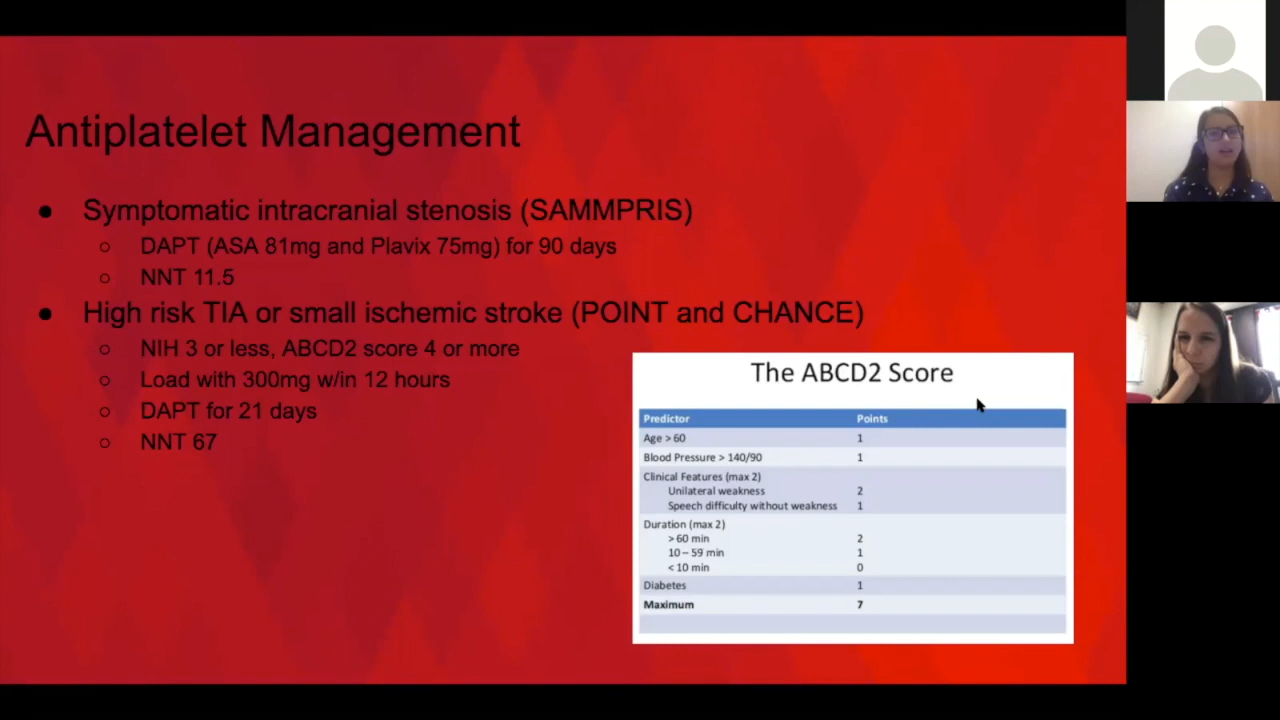 Antiplatelet Management
● Symptomatic intracranial stenosis (SAMMPRIS)
○ DAPT (ASA 81mg and Plavix 75mg) for 90 days
○ NNT 11.5
● High risk TIA or small ischemic stroke (POINT and CHANCE)
○ NIH 3 or less, ABCD2 score 4 or more
○ Load with 300mg w/in 12 hours
○ DAPT for 21 days
○ NNT 67
The ABCD2 Score
Predictor Points
Age > 60 1
Blood Pressure > 140/90 1
Clinical Features (max 2)
Unilateral weakness 2
Speech difficulty without weakness 1
Duration (max 2)
> 60 min 2
10 – 59 min 1
< 10 min 0
Diabetes 1
Maximum 7